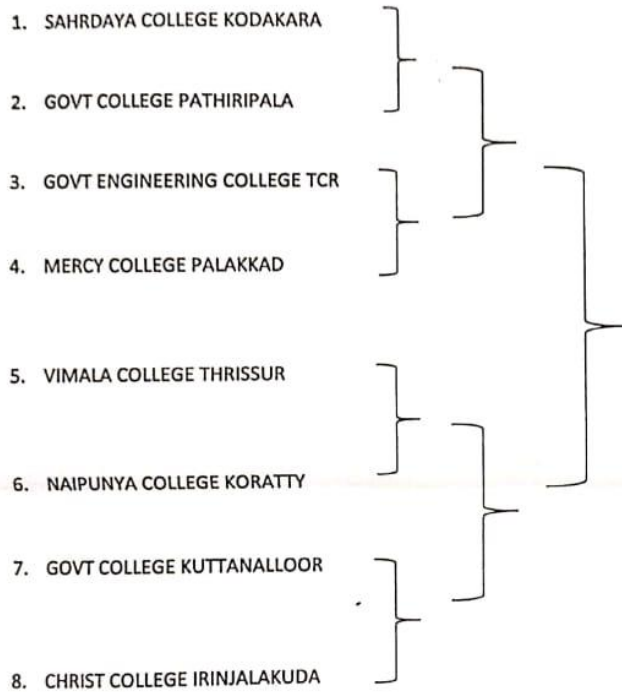 1. SAHRDAYA COLLEGE KODAKARA
2. GOVT COLLEGE PATHIRIPALA
3. GOVT ENGINEERING COLLEGE TCR
4. MERCY COLLEGE PALAKKAD
5. VIMALA COLLEGE THRISSUR
6. NAIPUNYA COLLEGE KORATTY
7. GOVT COLLEGE KUTTANALLOOR
8. CHRIST COLLEGE IRINJALAKUDA